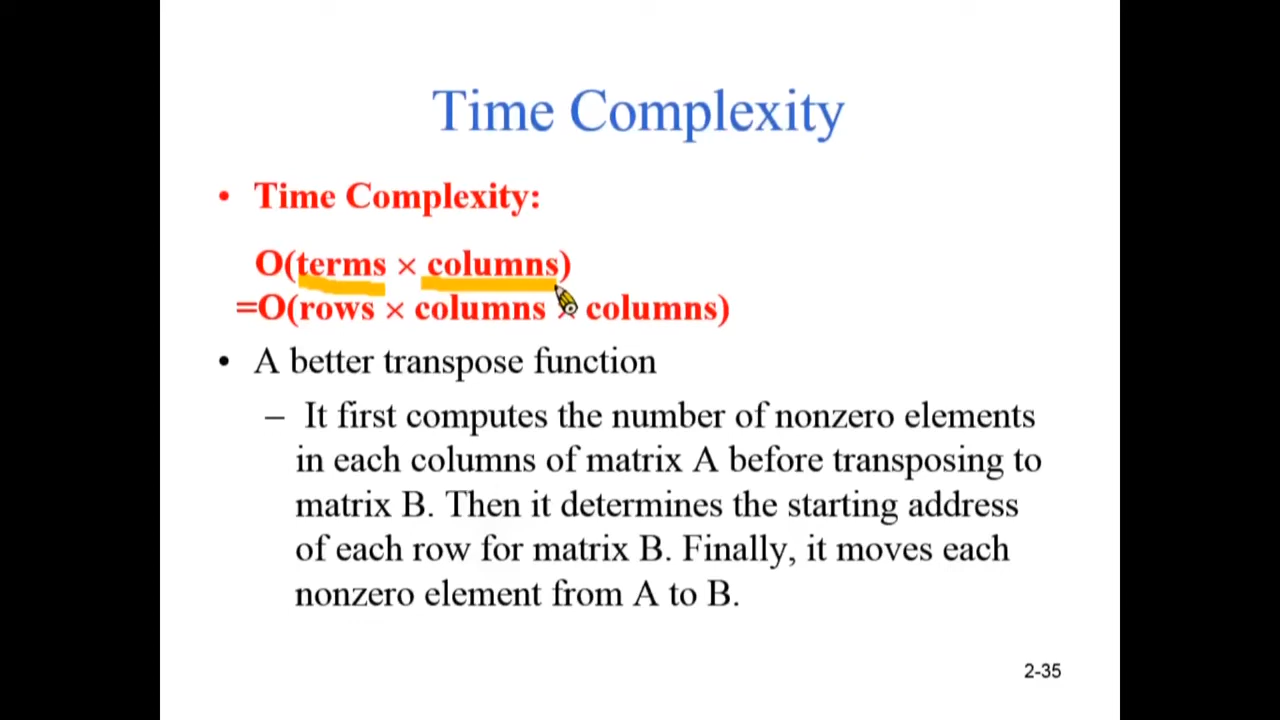 Time Complexity
• Time Complexity:
O(terms × columns)
=O(rows × columns × columns)
• A better transpose function
– It first computes the number of nonzero elements
in each columns of matrix A before transposing to
matrix B. Then it determines the starting address
of each row for matrix B. Finally, it moves each
nonzero element from A to B.
2-35